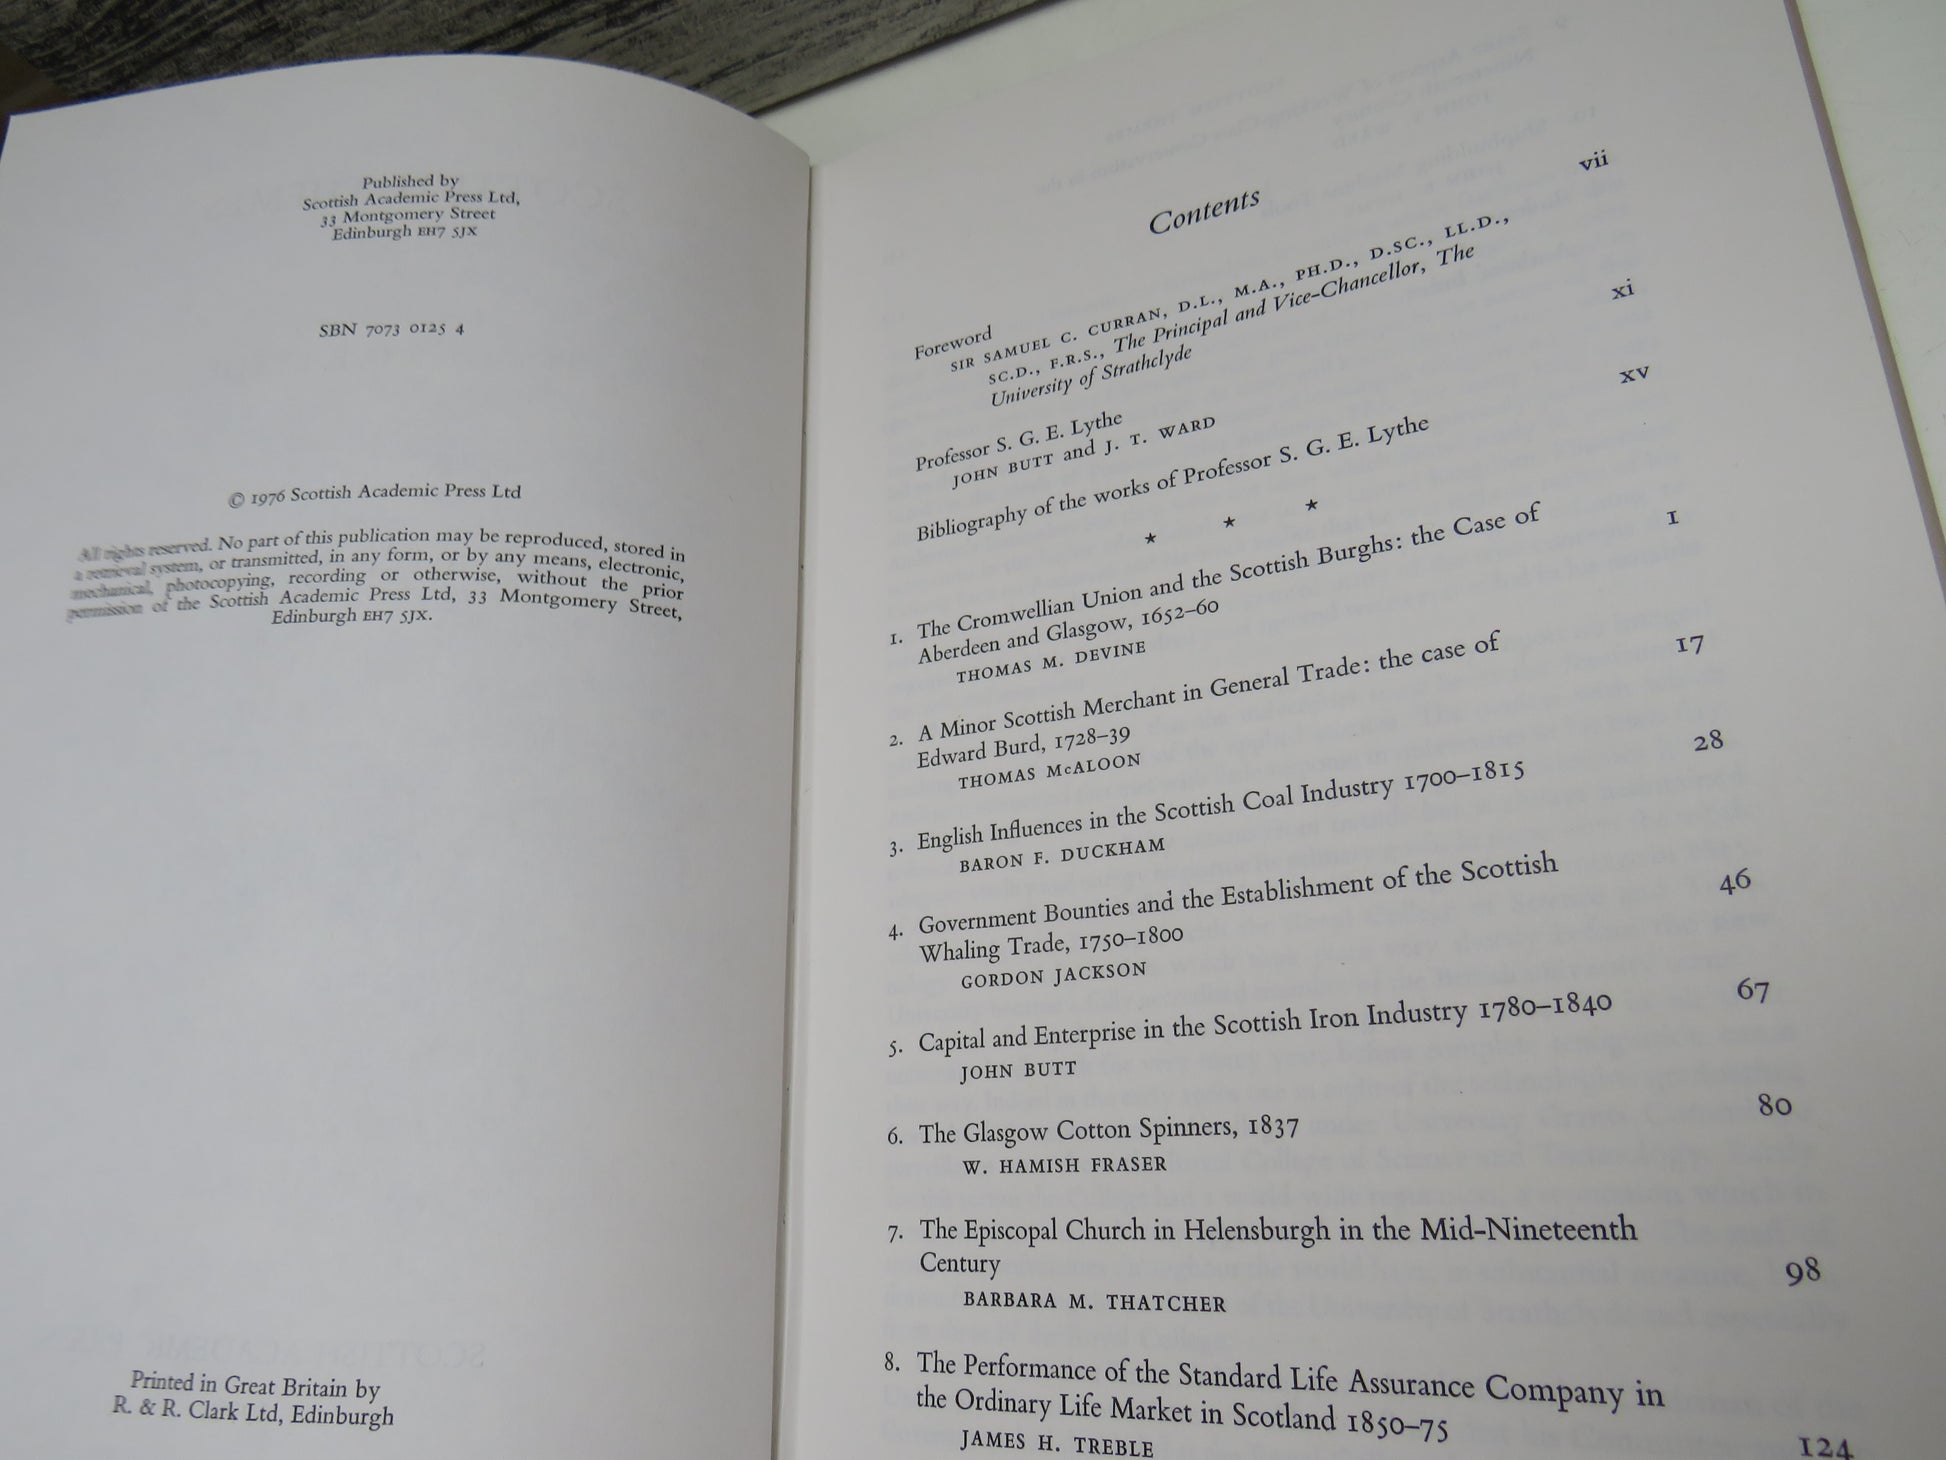 Published by
Scottish Academic Press Ltd,
33 Montgomery Street
Edinburgh EH7 5JX
SBN 7073 0125 4
© 1976 Scottish Academic Press Ltd
All rights reserved. No part of this publication may be reproduced, stored in
a retrieval system, or transmitted, in any form, or by any means, electronic,
mechanical, photocopying, recording or otherwise, without the prior
permission of the Scottish Academic Press Ltd, 33 Montgomery Street,
Edinburgh EH7 5JX.
Printed in Great Britain by
R. & R. Clark Ltd, Edinburgh
Contents
Foreword vii
SIR SAMUEL C. CURRAN, D.L., M.A., PH.D., D.SC., LL.D.,
SC.D., F.R.S., The Principal and Vice-Chancellor, The
University of Strathclyde
Professor S. G. E. Lythe xi
JOHN BUTT and J. T. WARD
Bibliography of the works of Professor S. G. E. Lythe xv
* * *
1. The Cromwellian Union and the Scottish Burghs: the Case of
Aberdeen and Glasgow, 1652–60 1
THOMAS M. DEVINE
2. A Minor Scottish Merchant in General Trade: the case of
Edward Burd, 1728–39 17
THOMAS McALOON
3. English Influences in the Scottish Coal Industry 1700–1815 28
BARON F. DUCKHAM
4. Government Bounties and the Establishment of the Scottish
Whaling Trade, 1750–1800 46
GORDON JACKSON
5. Capital and Enterprise in the Scottish Iron Industry 1780–1840 67
JOHN BUTT
6. The Glasgow Cotton Spinners, 1837 80
W. HAMISH FRASER
7. The Episcopal Church in Helensburgh in the Mid-Nineteenth
Century 98
BARBARA M. THATCHER
8. The Performance of the Standard Life Assurance Company in
the Ordinary Life Market in Scotland 1850–75 124
JAMES H. TREBLE